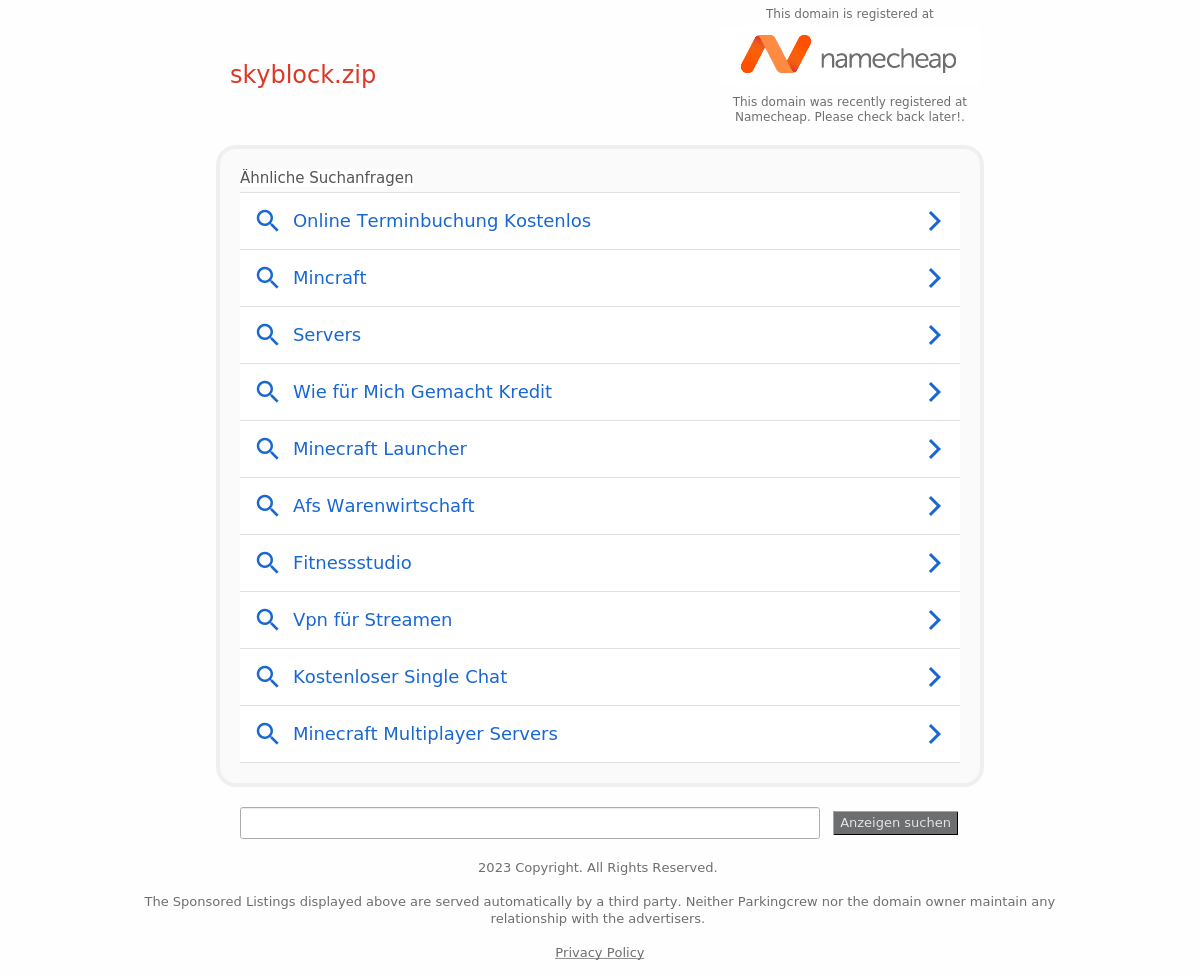 This domain is registered at
namecheap
skyblock.zip
This domain was recently registered at
Namecheap. Please check back later!.
Ähnliche Suchanfragen
Online Terminbuchung Kostenlos
Mincraft
Servers
Wie für Mich Gemacht Kredit
Minecraft Launcher
Afs Warenwirtschaft
Fitnessstudio
Vpn für Streamen
Kostenloser Single Chat
Minecraft Multiplayer Servers
Anzeigen suchen
2023 Copyright. All Rights Reserved.
The Sponsored Listings displayed above are served automatically by a third party. Neither Parkingcrew nor the domain owner maintain any
relationship with the advertisers.
Privacy Policy